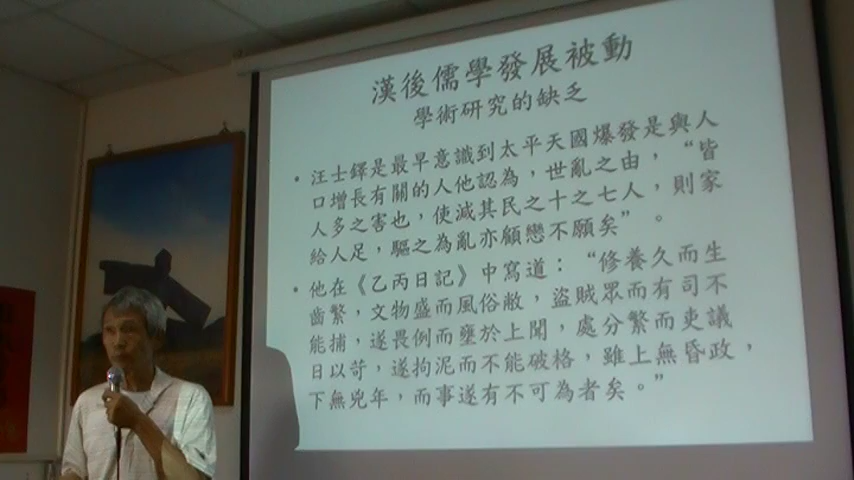 漢後儒學發展被動
學術研究的缺乏
• 汪士鐸是最早意識到太平天國爆發是與人
口增長有關的人他認為，世亂之由，“皆
人多之害也，使減其民之十之七人，則家
給人足，驅之為亂亦顧戀不願矣”。
• 他在《乙丙日記》中寫道：“修養久而生
齒繁，文物盛而風俗敝，盜賊眾而有司不
能捕，遂畏例而壅於上聞，處分繁而吏議
日以苛，遂拘泥而不能破格，雖上無昏政，
下無兇年，而事遂有不可為者矣。”